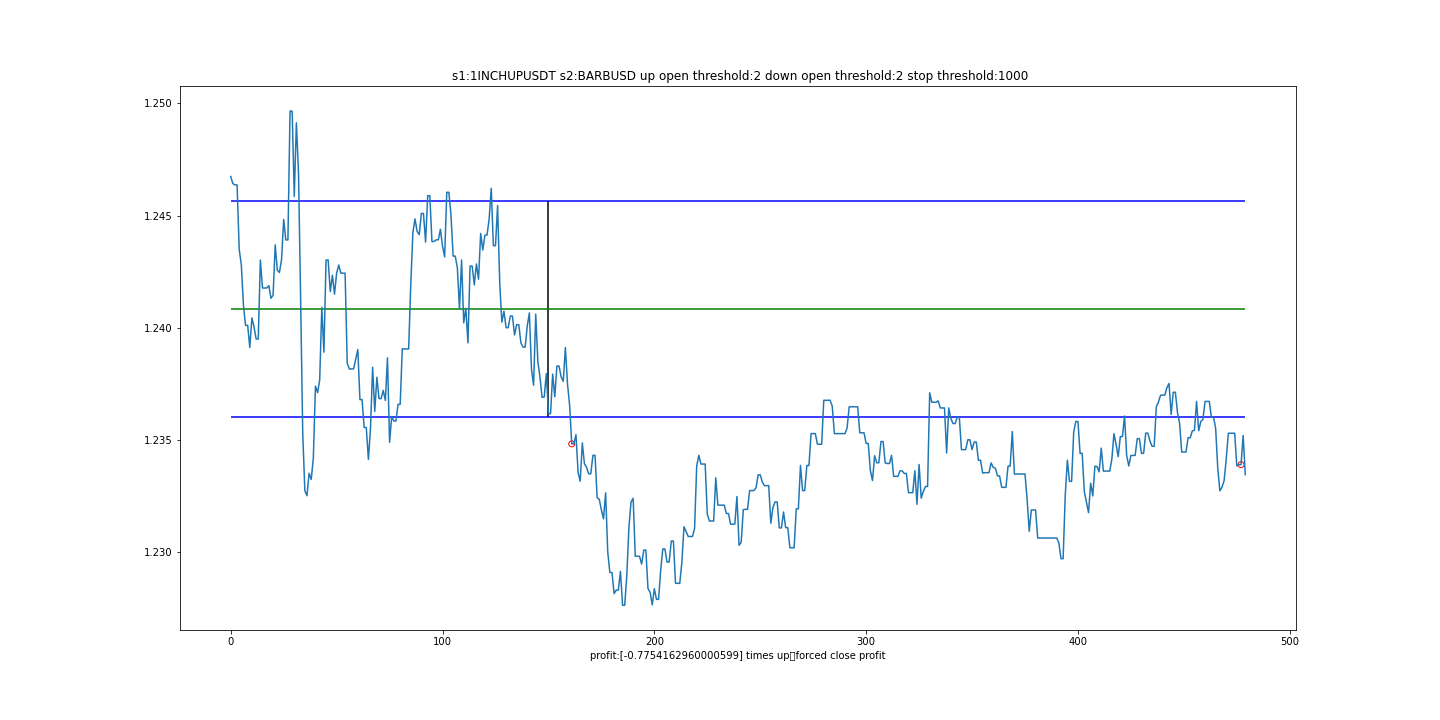 s1:1INCHUPUSDT s2:BARBUSD up open threshold:2 down open threshold:2 stop threshold:1000
1.250
1.245
1.240
1.235
1.230
0 100 200 300 400 500
profit:[-0.7754162960000599] times up▯forced close profit